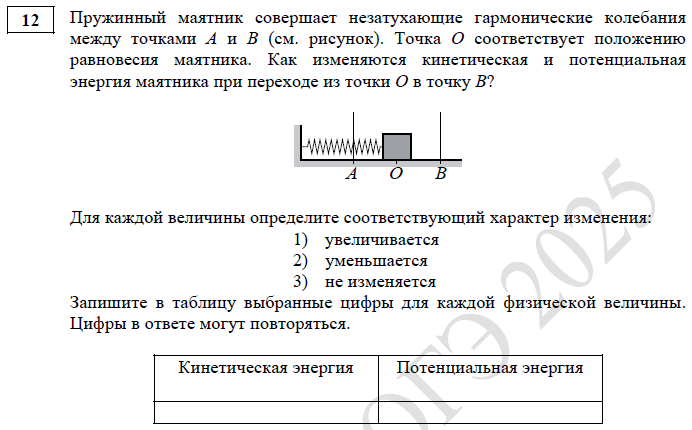 12
Пружинный маятник совершает незатухающие гармонические колебания
между точками А и В (см. рисунок). Точка О соответствует положению
равновесия маятника. Как изменяются кинетическая и потенциальная
энергия маятника при переходе из точки О в точку В?
A O B
Для каждой величины определите соответствующий характер изменения:
1) увеличивается
2) уменьшается
3) не изменяется
Запишите в таблицу выбранные цифры для каждой физической величины.
Цифры в ответе могут повторяться.
Кинетическая энергия Потенциальная энергия
ОГЭ 2025